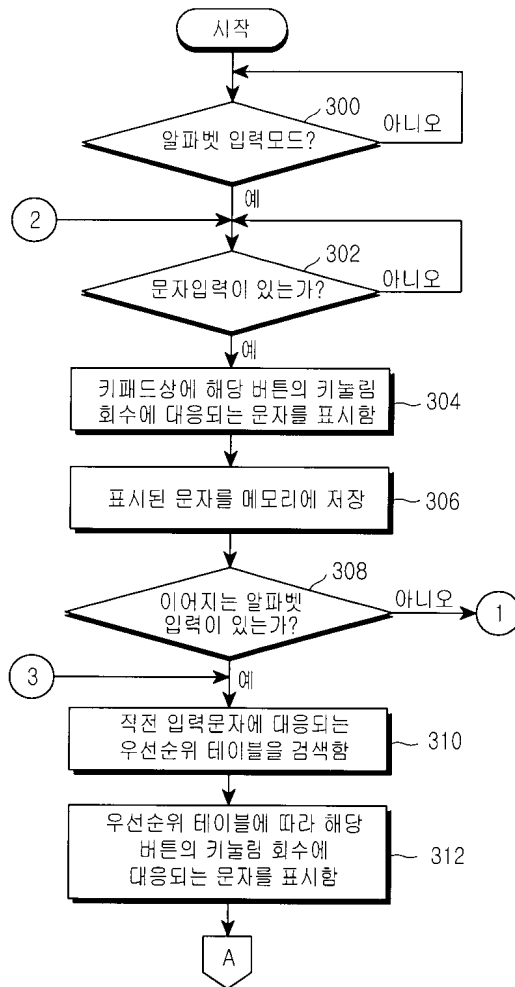 시작
300
알파벳 입력모드?
아니오
예
2
302
문자입력이 있는가?
아니오
예
키패드상에 해당 버튼의 키눌림
회수에 대응되는 문자를 표시함
304
표시된 문자를 메모리에 저장
306
308
이어지는 알파벳
입력이 있는가?
아니오
1
3
예
직전 입력문자에 대응되는
우선순위 테이블을 검색함
310
우선순위 테이블에 따라 해당
버튼의 키눌림 회수에
대응되는 문자를 표시함
312
A